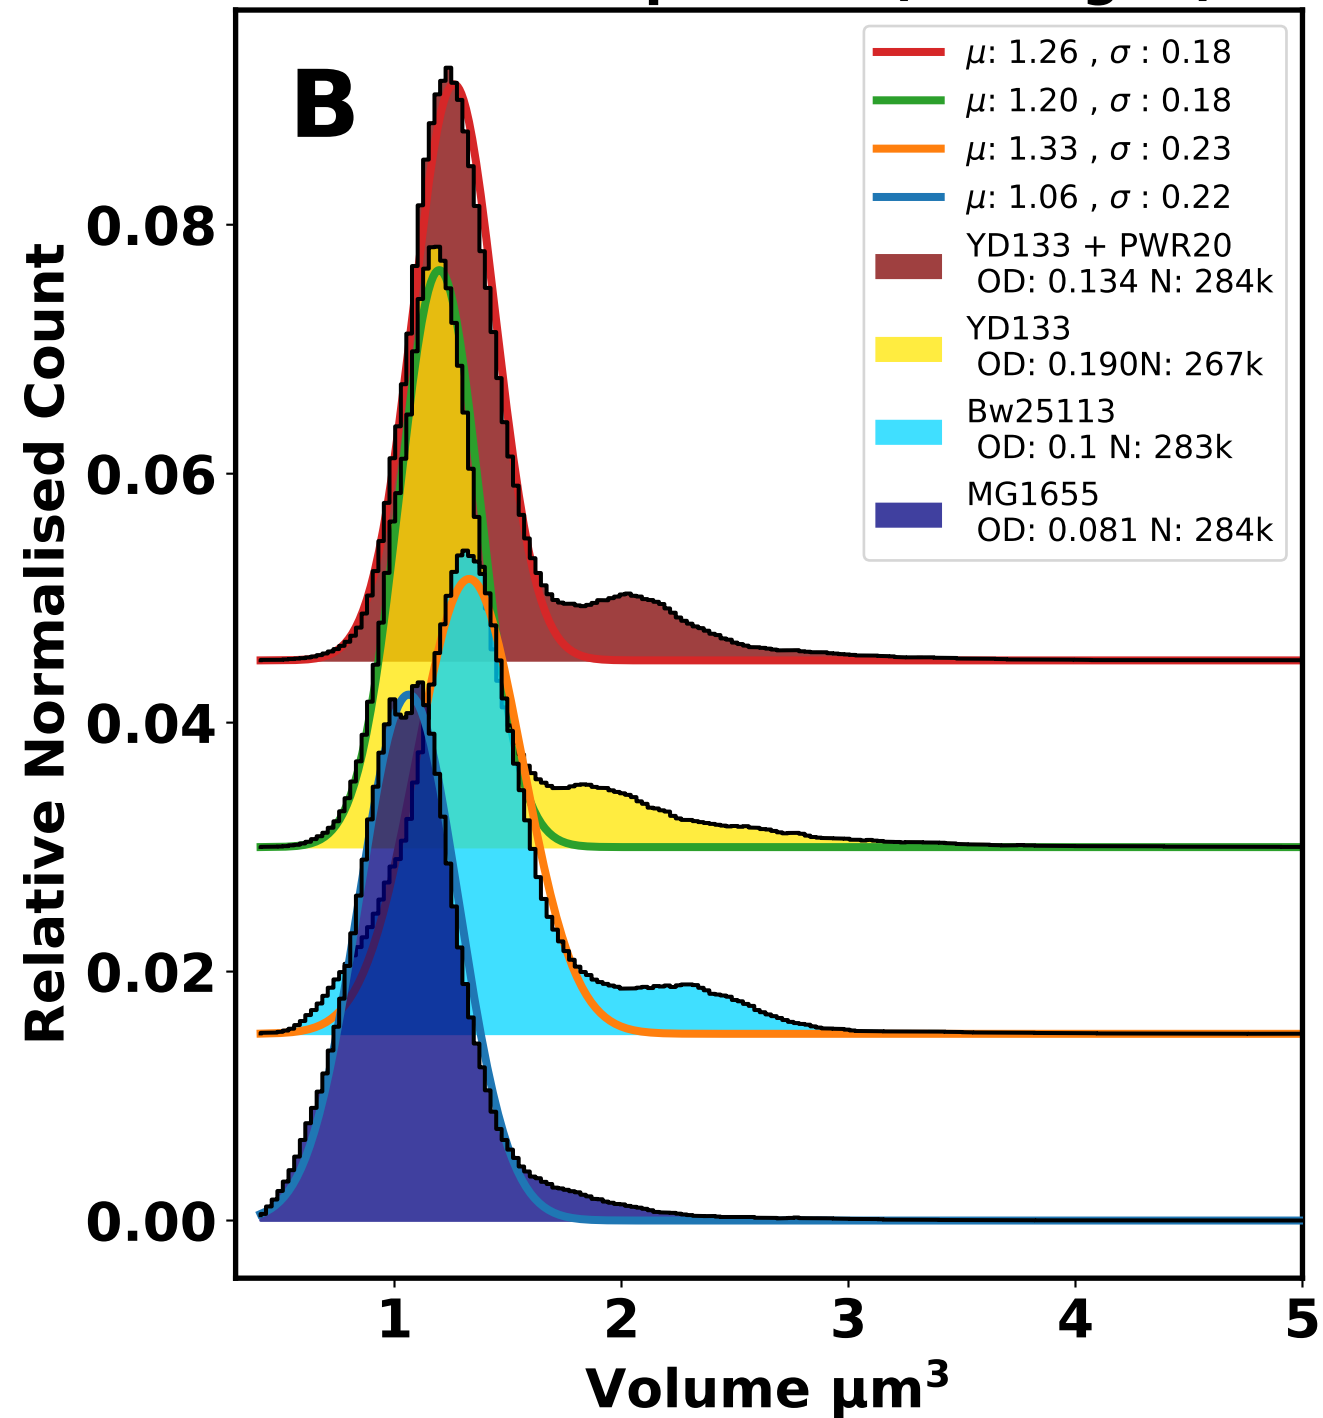 B
μ: 1.26 , σ : 0.18
μ: 1.20 , σ : 0.18
μ: 1.33 , σ : 0.23
μ: 1.06 , σ : 0.22
YD133 + PWR20
OD: 0.134 N: 284k
YD133
OD: 0.190N: 267k
Bw25113
OD: 0.1 N: 283k
MG1655
OD: 0.081 N: 284k
Relative Normalised Count
0.08
0.06
0.04
0.02
0.00
1 2 3 4 5
Volume μm³